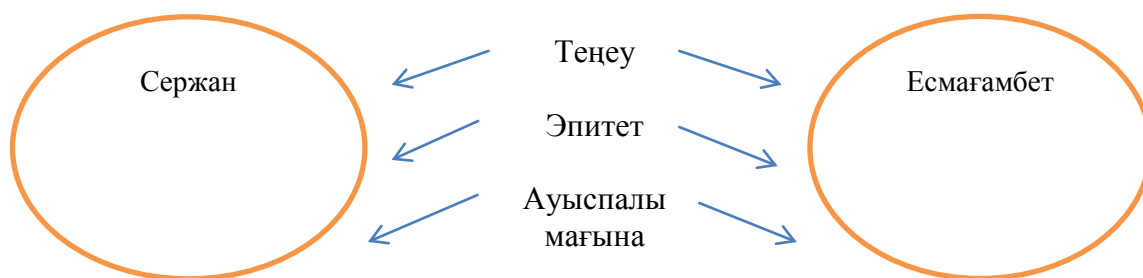 Теңеу
Сержан
Есмағамбет
Эпитет
Ауыспалы
мағына